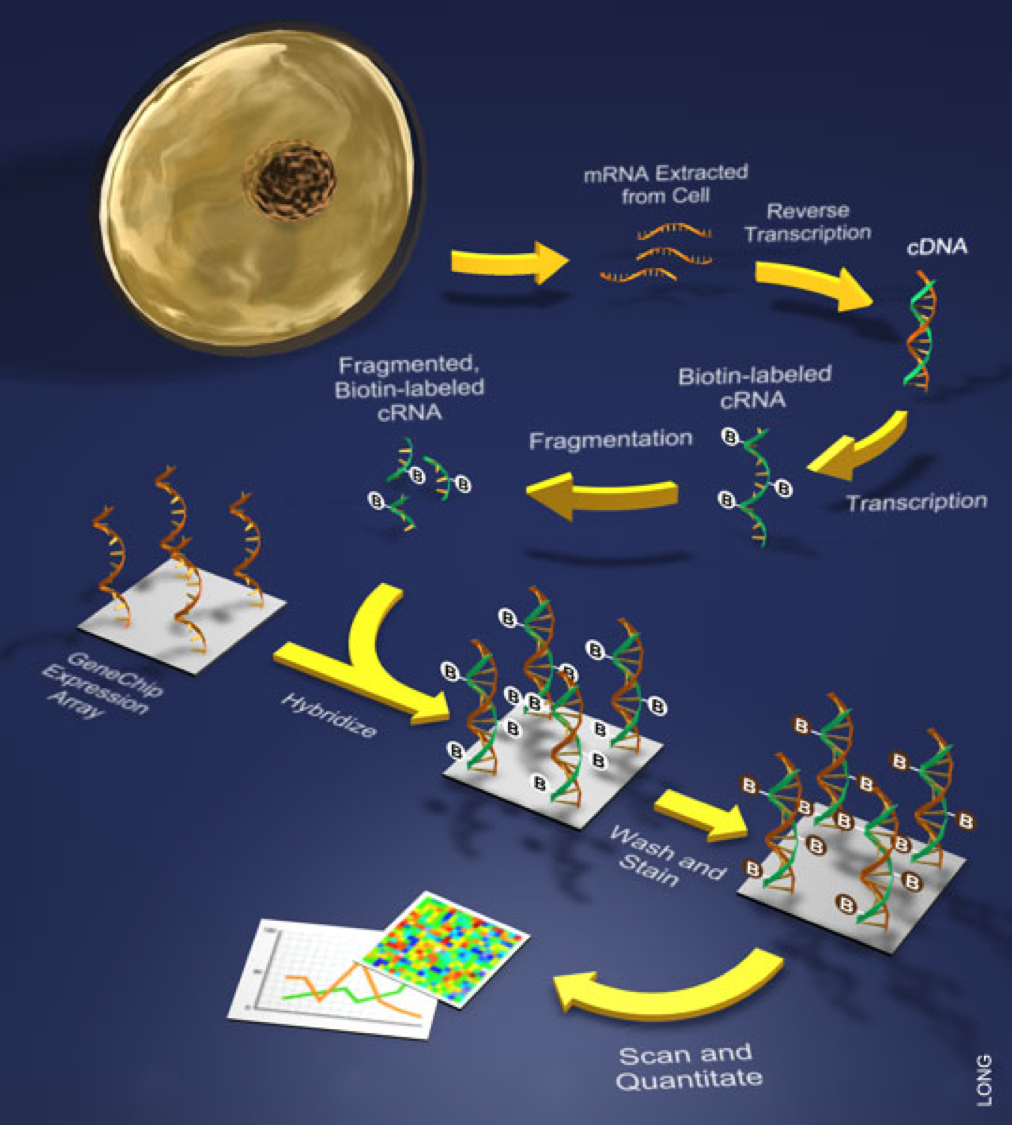 mRNA Extracted
from Cell
Reverse
Transcription
cDNA
Fragmented,
Biotin-labeled
cRNA
Biotin-labeled
cRNA
Fragmentation
Transcription
B
B
B
B
B
B
GeneChip
Expression
Array
Hybridize
B
B
B
B
B
B
B
B
B
B
B
B
Wash and
Stain
B
B
B
B
B
B
B
B
B
B
B
B
Scan and
Quantitate
LONG